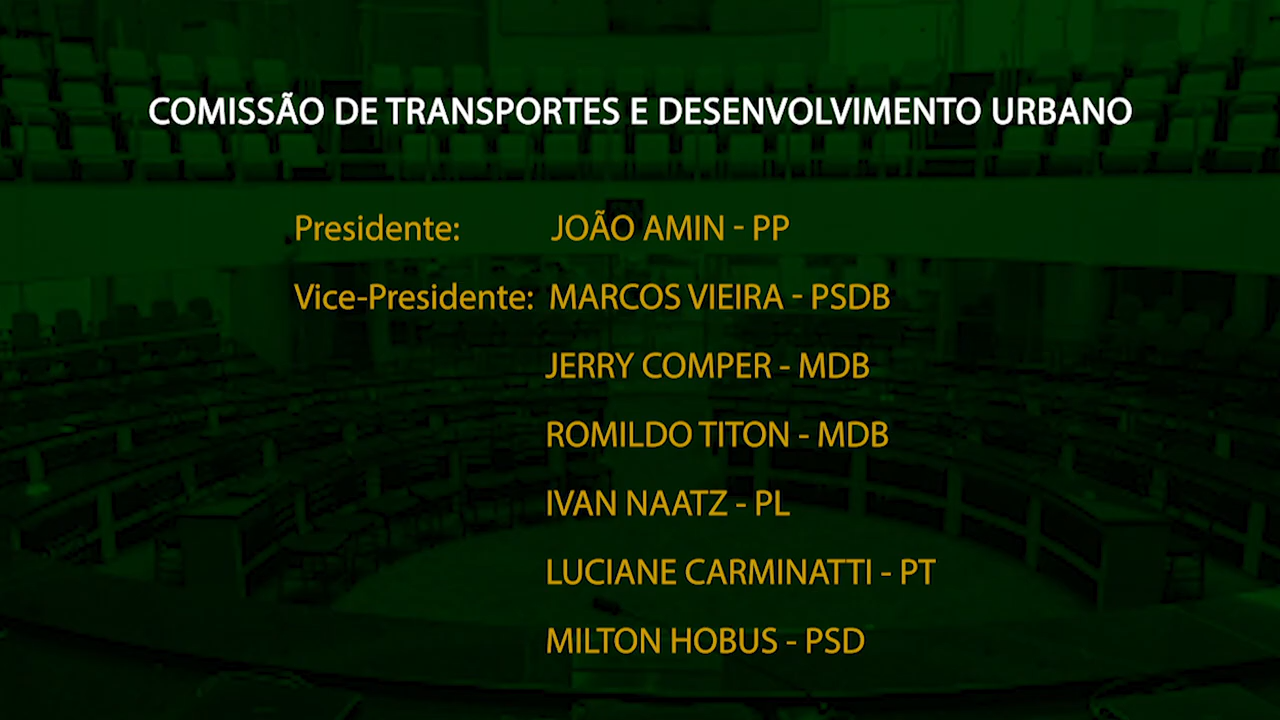 COMISSÃO DE TRANSPORTES E DESENVOLVIMENTO URBANO
Presidente: JOÃO AMIN - PP
Vice-Presidente: MARCOS VIEIRA - PSDB
JERRY COMPER - MDB
ROMILDO TITON - MDB
IVAN NAATZ - PL
LUCIANE CARMINATTI - PT
MILTON HOBUS - PSD